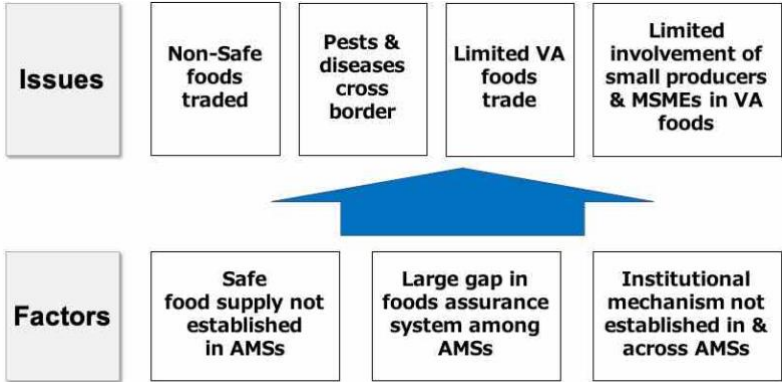 Issues
Non-Safe
foods
traded
Pests &
diseases
cross
border
Limited VA
foods
trade
Limited
involvement of
small producers
& MSMEs in VA
foods
Factors
Safe
food supply not
established
in AMSs
Large gap in
foods assurance
system among
AMSs
Institutional
mechanism not
established in &
across AMSs